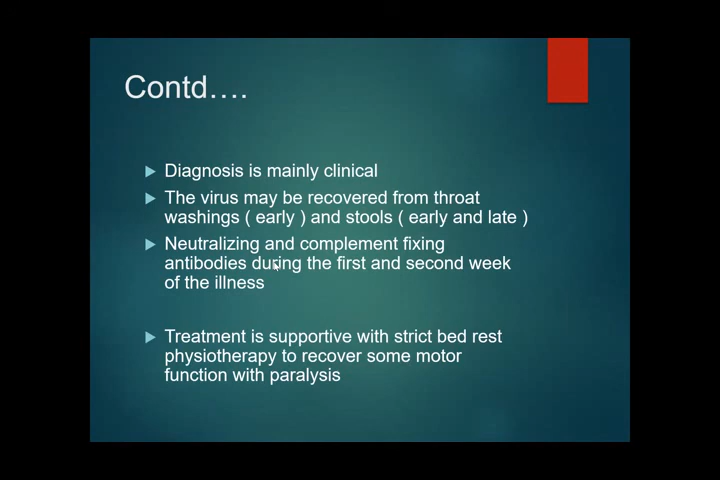 Contd....
Diagnosis is mainly clinical
The virus may be recovered from throat
washings ( early ) and stools ( early and late )
Neutralizing and complement fixing
antibodies during the first and second week
of the illness
Treatment is supportive with strict bed rest
physiotherapy to recover some motor
function with paralysis